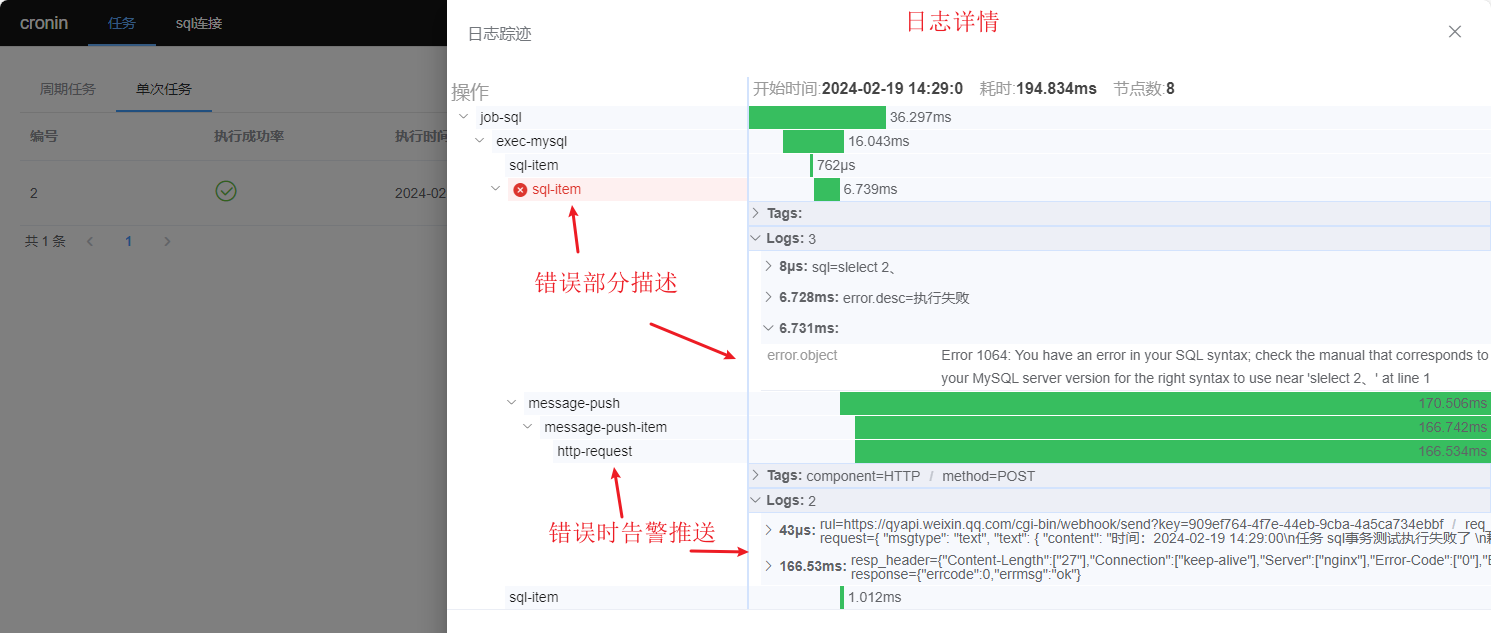 cronin 任务 sql连接
日志详情
日志踪迹
周期任务 单次任务
操作
开始时间:2024-02-19 14:29:0 耗时:194.834ms 节点数:8
编号 执行成功率 执行时间
job-sql 36.297ms
exec-mysql 16.043ms
sql-item 762μs
2 2024-02
sql-item 6.739ms
Tags:
共 1 条 1
Logs: 3
8μs: sql=slelect 2、
错误部分描述
6.728ms: error.desc=执行失败
6.731ms:
error.object Error 1064: You have an error in your SQL syntax; check the manual that corresponds to
your MySQL server version for the right syntax to use near 'slelect 2、' at line 1
message-push 170.506ms
message-push-item 166.742ms
http-request 166.534ms
Tags: component=HTTP / method=POST
Logs: 2
错误时告警推送
43μs: rul=https://qyapi.weixin.qq.com/cgi-bin/webhook/send?key=909ef764-4f7e-44eb-9cba-4a5ca734ebbf / req_
request={ "msgtype": "text", "text": { "content": "时间：2024-02-19 14:29:00\n任务 sql事务测试执行失败了 \n
166.53ms: resp_header={"Content-Length":["27"],"Connection":["keep-alive"],"Server":["nginx"],"Error-Code":["0"],"
response={"errcode":0,"errmsg":"ok"}
sql-item 1.012ms